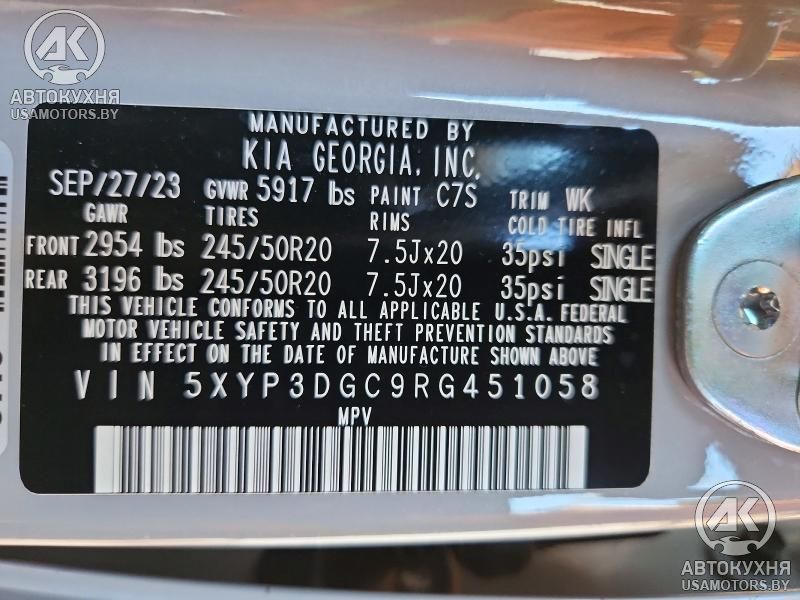 AK
АВТОКУХНЯ
USAMOTORS.BY
MANUFACTURED BY
KIA GEORGIA, INC.
SEP/27/23 GVWR 5917 lbs PAINT C7S TRIM WK
GAWR TIRES RIMS COLD TIRE INFL
FRONT 2954 lbs 245/50R20 7.5Jx20 35psi SINGLE
REAR 3196 lbs 245/50R20 7.5Jx20 35psi SINGLE
THIS VEHICLE CONFORMS TO ALL APPLICABLE U.S.A. FEDERAL
MOTOR VEHICLE SAFETY AND THEFT PREVENTION STANDARDS
IN EFFECT ON THE DATE OF MANUFACTURE SHOWN ABOVE
VIN 5XYP3DGC9RG451058
MPV
AK
АВТОКУХНЯ
USAMOTORS.BY